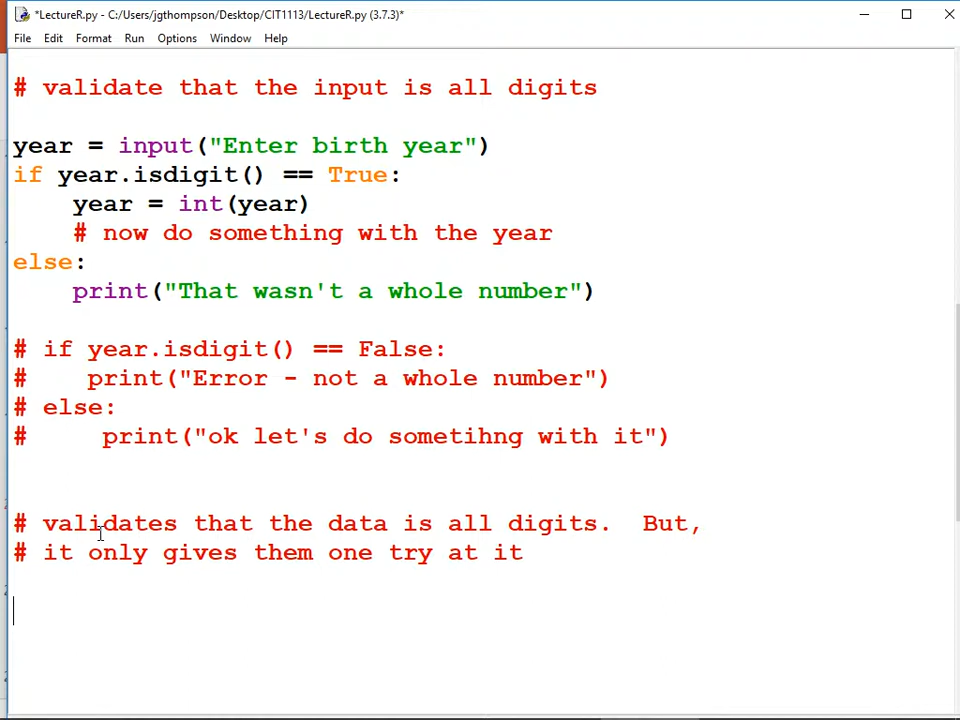 *LectureR.py - C:/Users/jgthompson/Desktop/CIT1113/LectureR.py (3.7.3)*
File Edit Format Run Options Window Help
# validate that the input is all digits
year = input("Enter birth year")
if year.isdigit() == True:
    year = int(year)
    # now do something with the year
else:
    print("That wasn't a whole number")
# if year.isdigit() == False:
#    print("Error - not a whole number")
# else:
#     print("ok let's do sometihng with it")
# validates that the data is all digits.  But,
# it only gives them one try at it